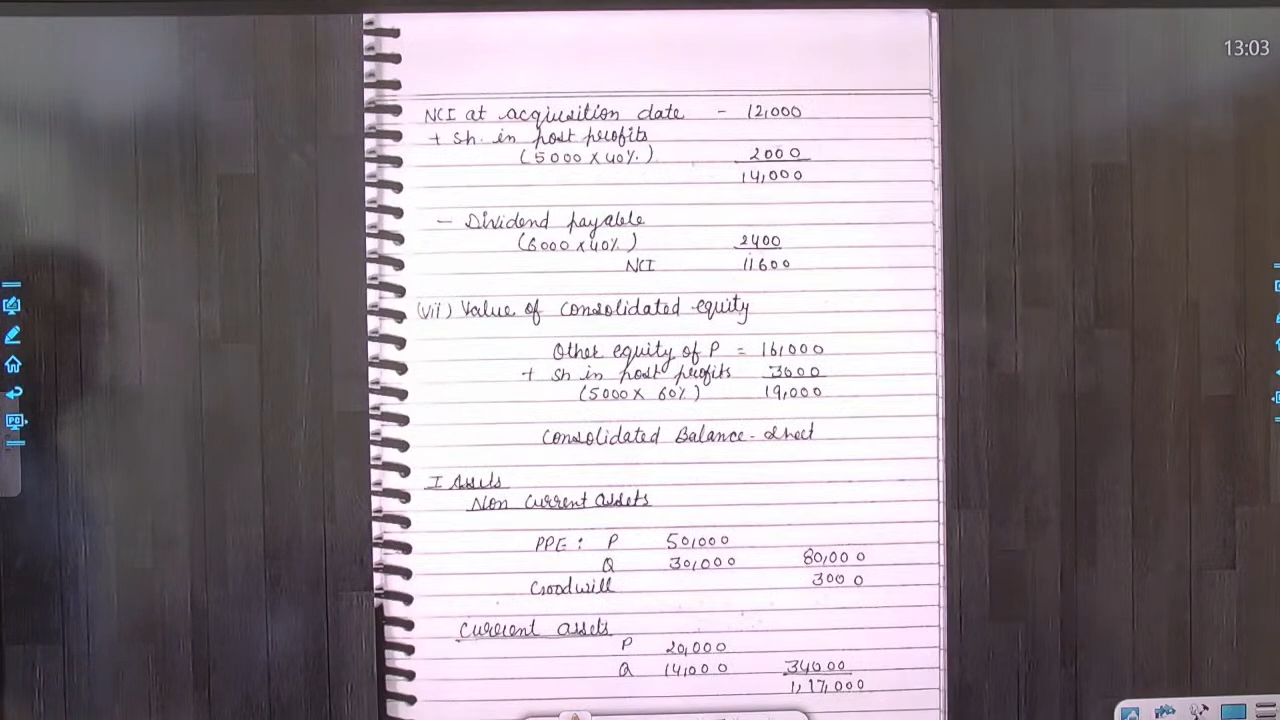 13:03
NCI at acquisition date - 12,000
+ Sh. in post profits
(5000 x 40%) 2000
14,000
- Dividend payable
(6000 x 40%) 2400
NCI 11600
(vii) Value of consolidated equity
Other equity of P = 16,000
+ Sh in post profits 3000
(5000 x 60%) 19,000
Consolidated Balance-sheet
I Assets
Non current assets
PPE: P 50,000
Q 30,000 80,000
Goodwill 3000
Current assets
P 20,000
Q 14,000 34000
1,17,000